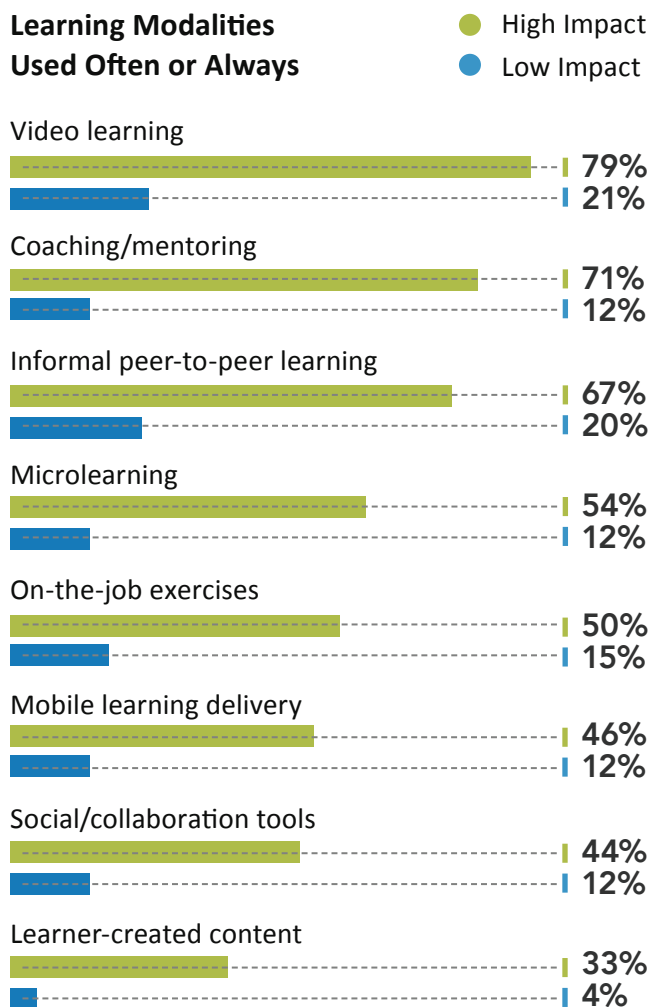 Learning Modalities
Used Often or Always
High Impact
Low Impact
Video learning
79%
21%
Coaching/mentoring
71%
12%
Informal peer-to-peer learning
67%
20%
Microlearning
54%
12%
On-the-job exercises
50%
15%
Mobile learning delivery
46%
12%
Social/collaboration tools
44%
12%
Learner-created content
33%
4%